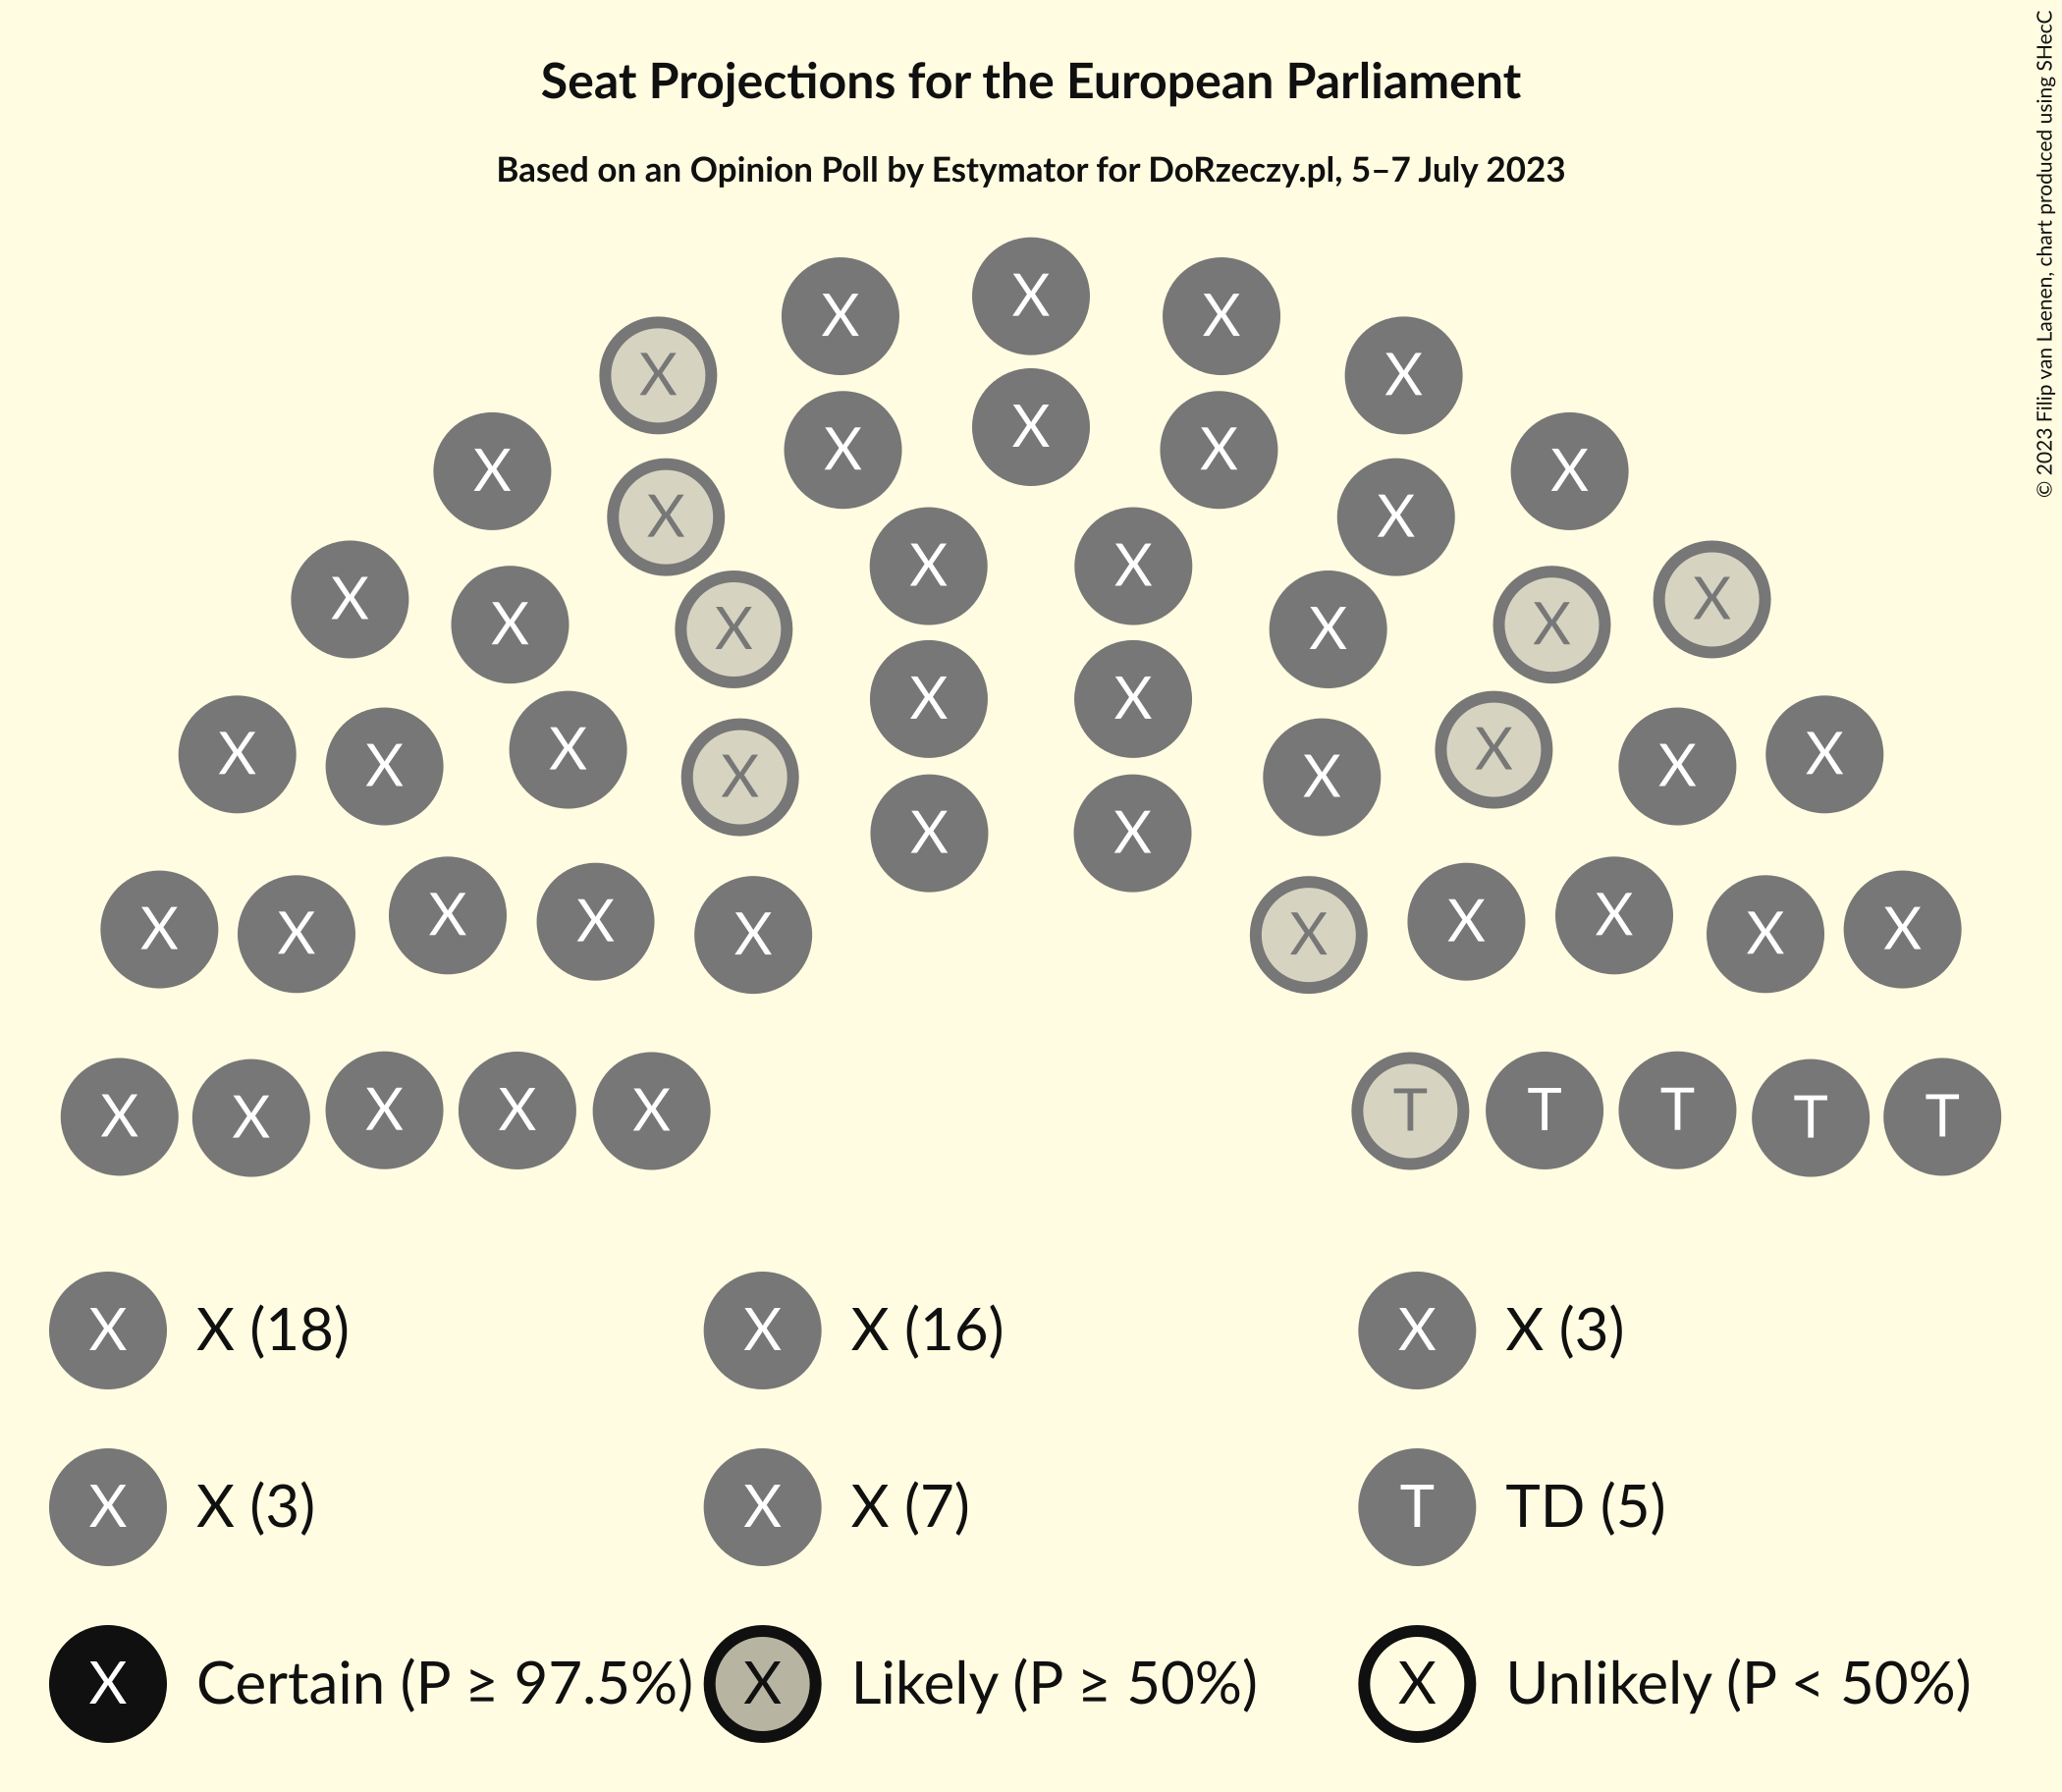 Seat Projections for the European Parliament
Based on an Opinion Poll by Estymator for DoRzeczy.pl, 5–7 July 2023
© 2023 Filip van Laenen, chart produced using SHecC
X
X X
X X
X
X X
X X
X X
X X
X X
X X X X
X X
X X
X X
X X X X
X X
X X
X X
X X X X
X X
X X X X
X X
X X X X X T T T T T
X X (18) X X (16) X X (3)
X X (3) X X (7) T TD (5)
X Certain (P ≥ 97.5%) X Likely (P ≥ 50%) X Unlikely (P < 50%)